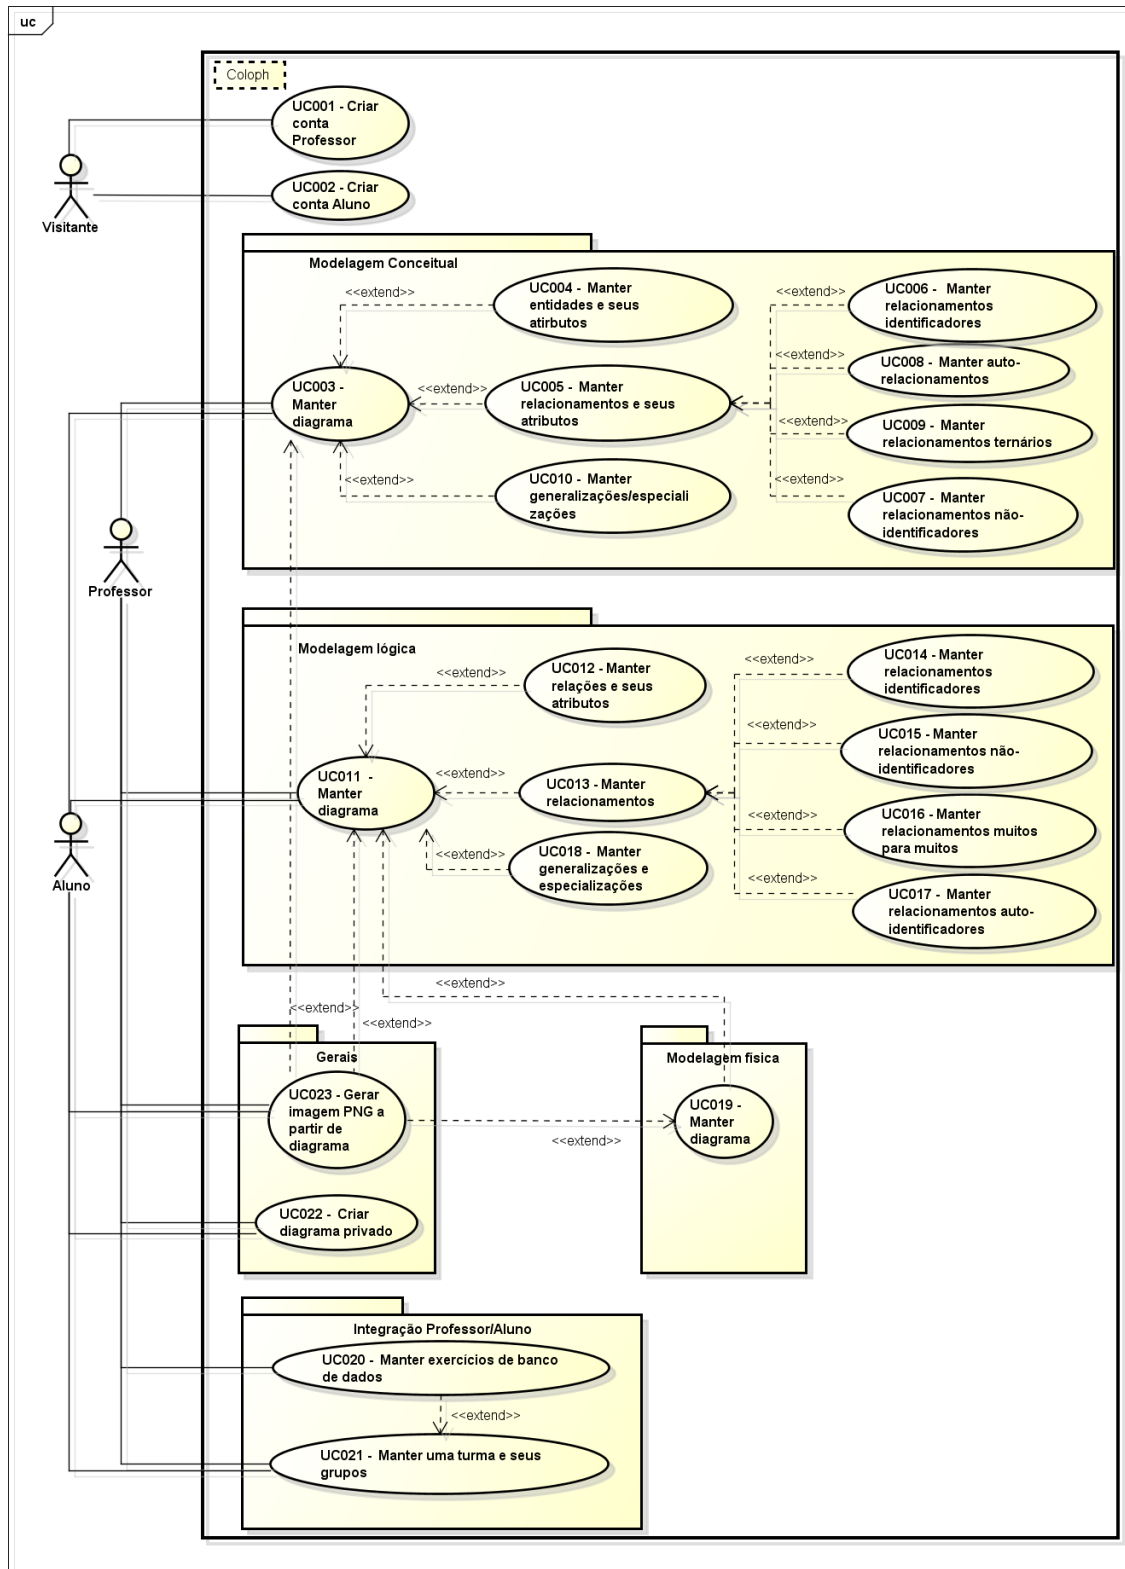 uc
Coloph
UC001 - Criar
conta
Professor
UC002 - Criar
conta Aluno
Visitante
Modelagem Conceitual
<<extend>>
UC004 - Manter
entidades e seus
atirbutos
<<extend>>
UC006 - Manter
relacionamentos
identificadores
UC003 -
Manter
diagrama
<<extend>>
UC005 - Manter
relacionamentos e seus
atributos
<<extend>>
UC008 - Manter auto-
relacionamentos
<<extend>>
UC009 - Manter
relacionamentos ternários
<<extend>>
UC010 - Manter
generalizações/especiali
zações
<<extend>>
UC007 - Manter
relacionamentos não-
identificadores
Professor
Modelagem lógica
<<extend>>
UC012 - Manter
relações e seus
atributos
<<extend>>
UC014 - Manter
relacionamentos
identificadores
<<extend>>
UC015 - Manter
relacionamentos não-
identificadores
UC011 -
Manter
diagrama
<<extend>>
UC013 - Manter
relacionamentos
<<extend>>
UC016 - Manter
relacionamentos muitos
para muitos
<<extend>>
UC018 - Manter
generalizações e
especializações
<<extend>>
UC017 - Manter
relacionamentos auto-
identificadores
Aluno
<<extend>>
<<extend>>
<<extend>>
Gerais
UC023 - Gerar
imagem PNG a
partir de
diagrama
<<extend>>
Modelagem física
UC019 -
Manter
diagrama
UC022 - Criar
diagrama privado
Integração Professor/Aluno
UC020 - Manter exercícios de banco
de dados
<<extend>>
UC021 - Manter uma turma e seus
grupos